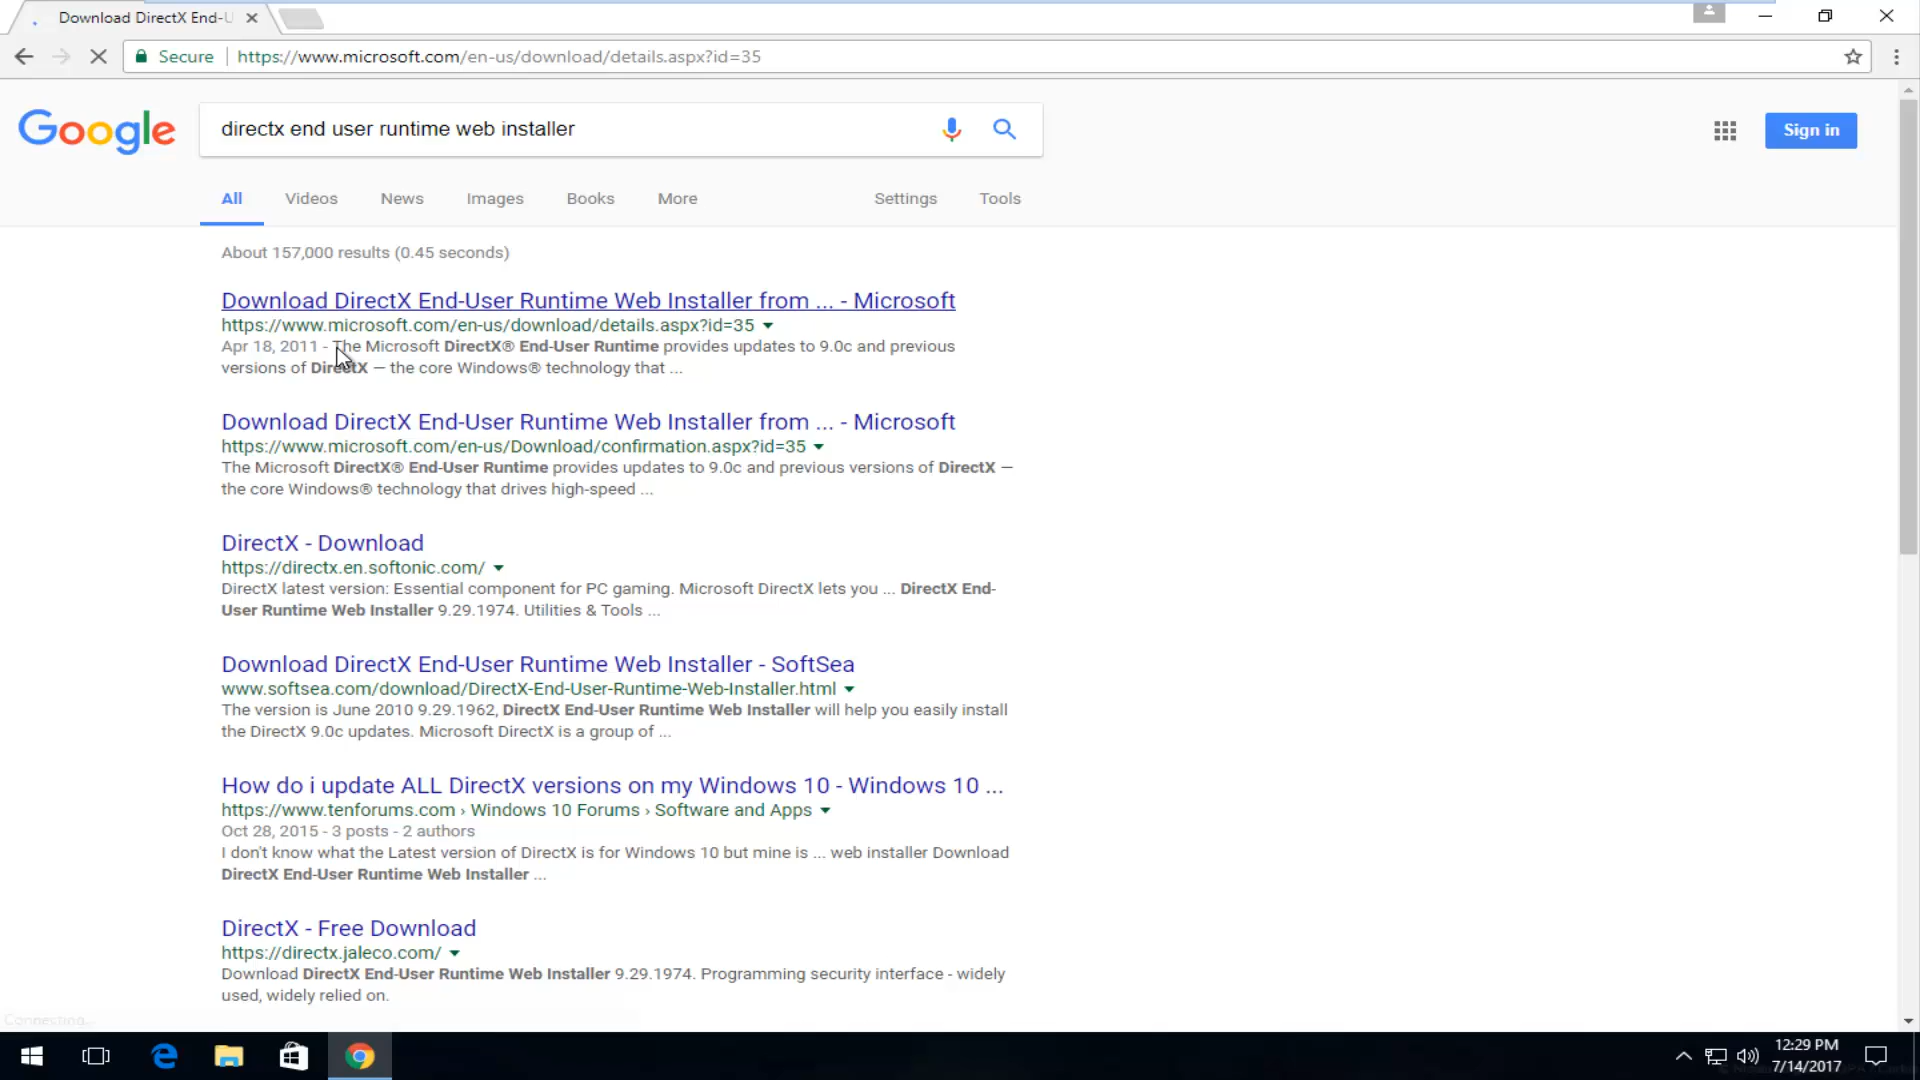 Download DirectX End-U
Secure https://www.microsoft.com/en-us/download/details.aspx?id=35
Google
directx end user runtime web installer
Sign in
All Videos News Images Books More Settings Tools
About 157,000 results (0.45 seconds)
Download DirectX End-User Runtime Web Installer from ... - Microsoft
https://www.microsoft.com/en-us/download/details.aspx?id=35
Apr 18, 2011 - The Microsoft DirectX® End-User Runtime provides updates to 9.0c and previous
versions of DirectX — the core Windows® technology that ...
Download DirectX End-User Runtime Web Installer from ... - Microsoft
https://www.microsoft.com/en-us/Download/confirmation.aspx?id=35
The Microsoft DirectX® End-User Runtime provides updates to 9.0c and previous versions of DirectX —
the core Windows® technology that drives high-speed ...
DirectX - Download
https://directx.en.softonic.com/
DirectX latest version: Essential component for PC gaming. Microsoft DirectX lets you ... DirectX End-
User Runtime Web Installer 9.29.1974. Utilities & Tools ...
Download DirectX End-User Runtime Web Installer - SoftSea
www.softsea.com/download/DirectX-End-User-Runtime-Web-Installer.html
The version is June 2010 9.29.1962, DirectX End-User Runtime Web Installer will help you easily install
the DirectX 9.0c updates. Microsoft DirectX is a group of ...
How do i update ALL DirectX versions on my Windows 10 - Windows 10 ...
https://www.tenforums.com › Windows 10 Forums › Software and Apps
Oct 28, 2015 - 3 posts - 2 authors
I don't know what the Latest version of DirectX is for Windows 10 but mine is ... web installer Download
DirectX End-User Runtime Web Installer ...
DirectX - Free Download
https://directx.jaleco.com/
Download DirectX End-User Runtime Web Installer 9.29.1974. Programming security interface - widely
used, widely relied on.
Connecting...
12:29 PM
7/14/2017